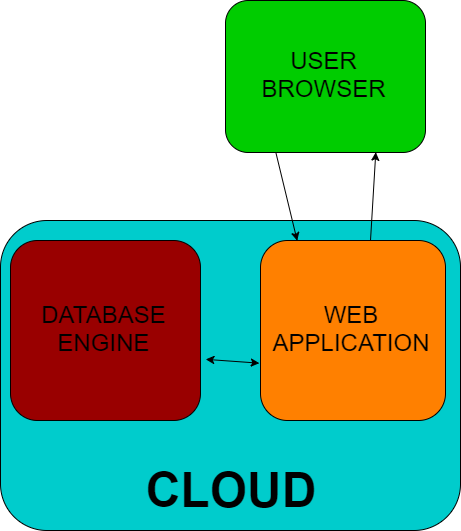 USER
BROWSER
DATABASE
ENGINE
WEB
APPLICATION
CLOUD